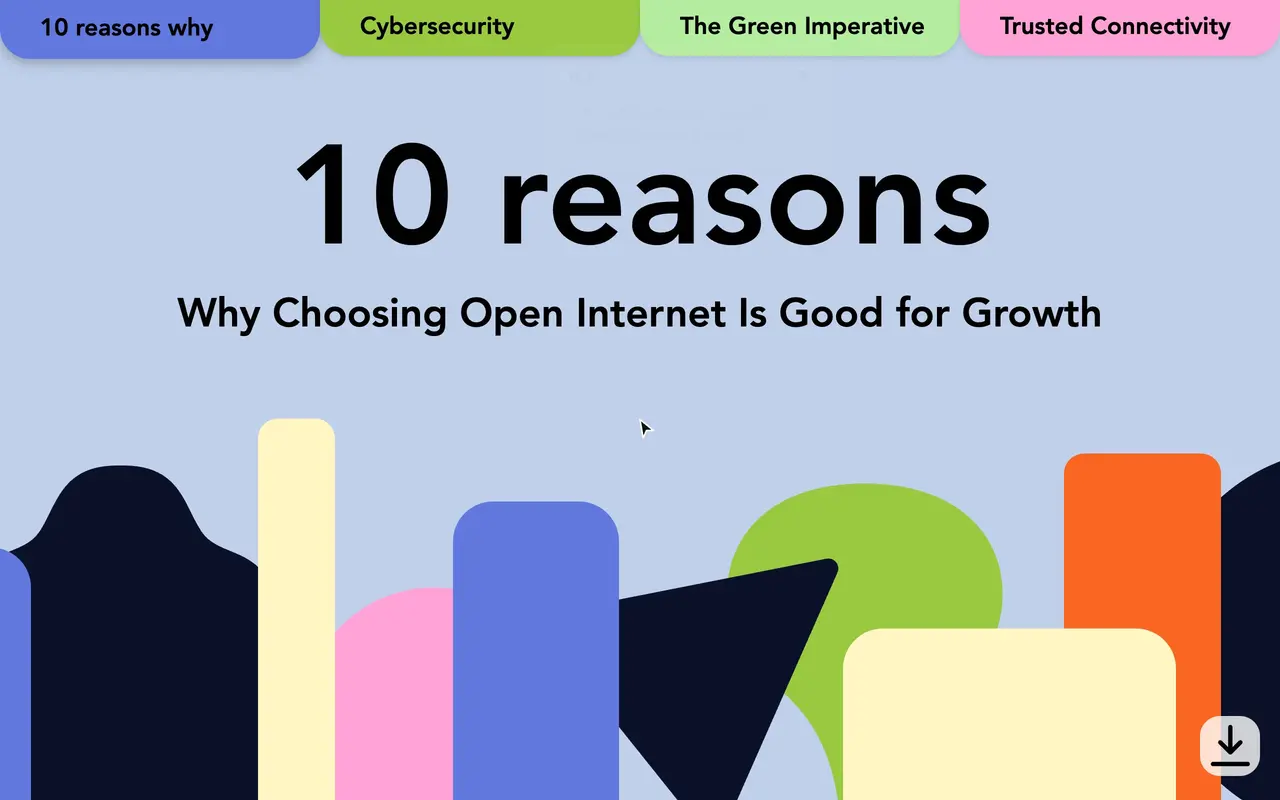 10 reasons why
Cybersecurity
The Green Imperative
Trusted Connectivity
10 reasons
Why Choosing Open Internet Is Good for Growth